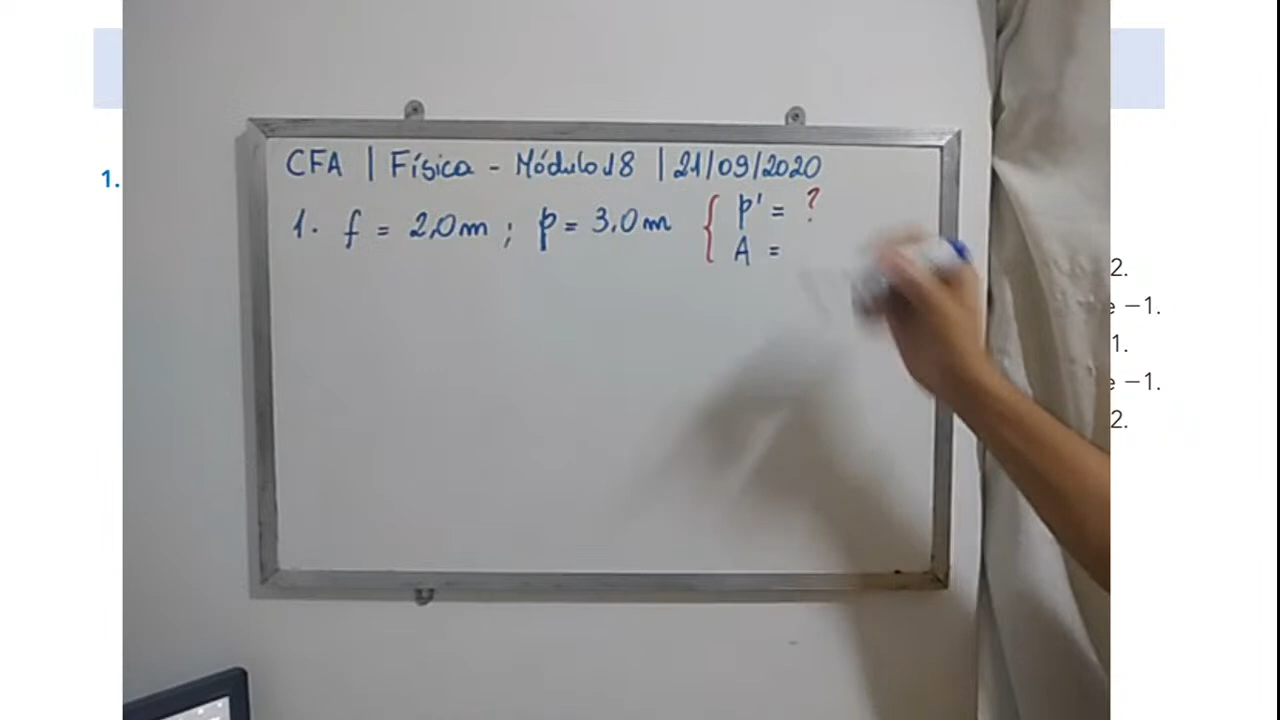 CFA | Física - Módulo 18 | 21/09/2020
1. f = 2,0m ; p = 3,0m { p' = ?
A =
1.
2.
e −1.
1.
e −1.
2.